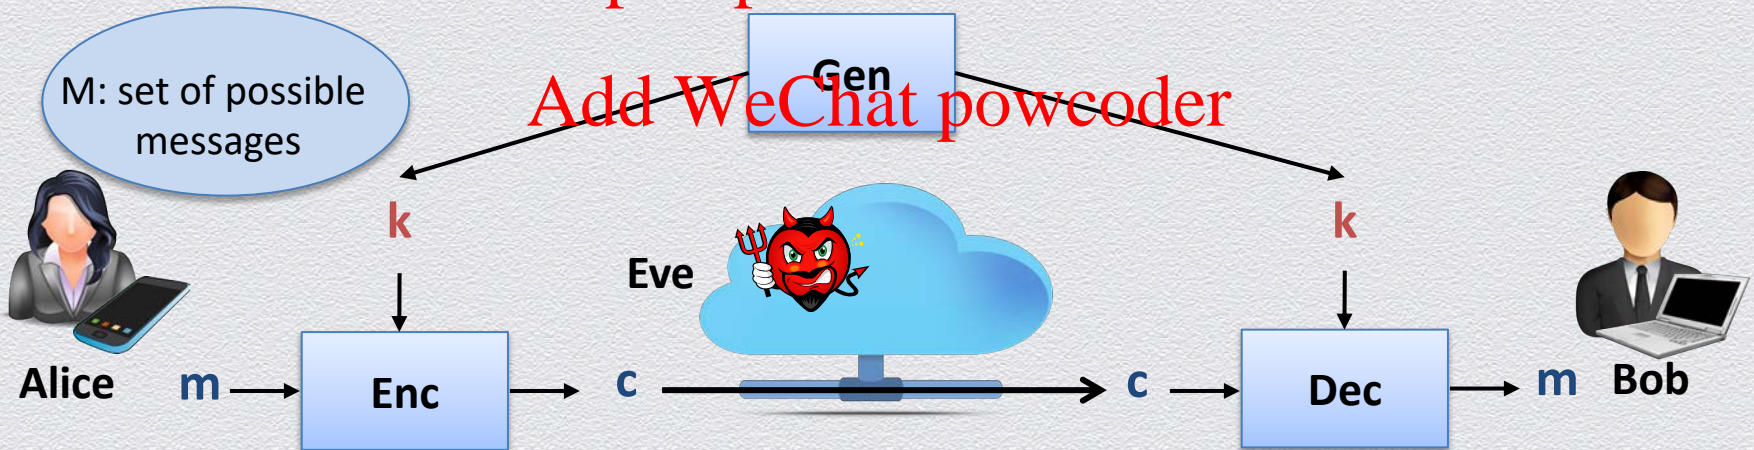 Gen
M: set of possible
messages
Add WeChat powcoder
k
k
Eve
Alice
m
Enc
c
c
Dec
m
Bob